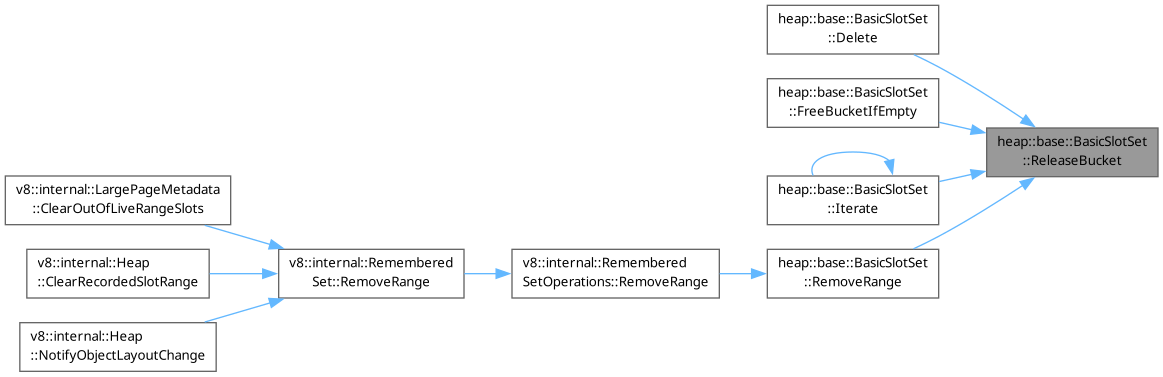 heap::base::BasicSlotSet
::Delete
heap::base::BasicSlotSet
::FreeBucketIfEmpty
heap::base::BasicSlotSet
::ReleaseBucket
heap::base::BasicSlotSet
::Iterate
v8::internal::LargePageMetadata
::ClearOutOfLiveRangeSlots
v8::internal::Heap
::ClearRecordedSlotRange
v8::internal::Remembered
Set::RemoveRange
v8::internal::Remembered
SetOperations::RemoveRange
heap::base::BasicSlotSet
::RemoveRange
v8::internal::Heap
::NotifyObjectLayoutChange